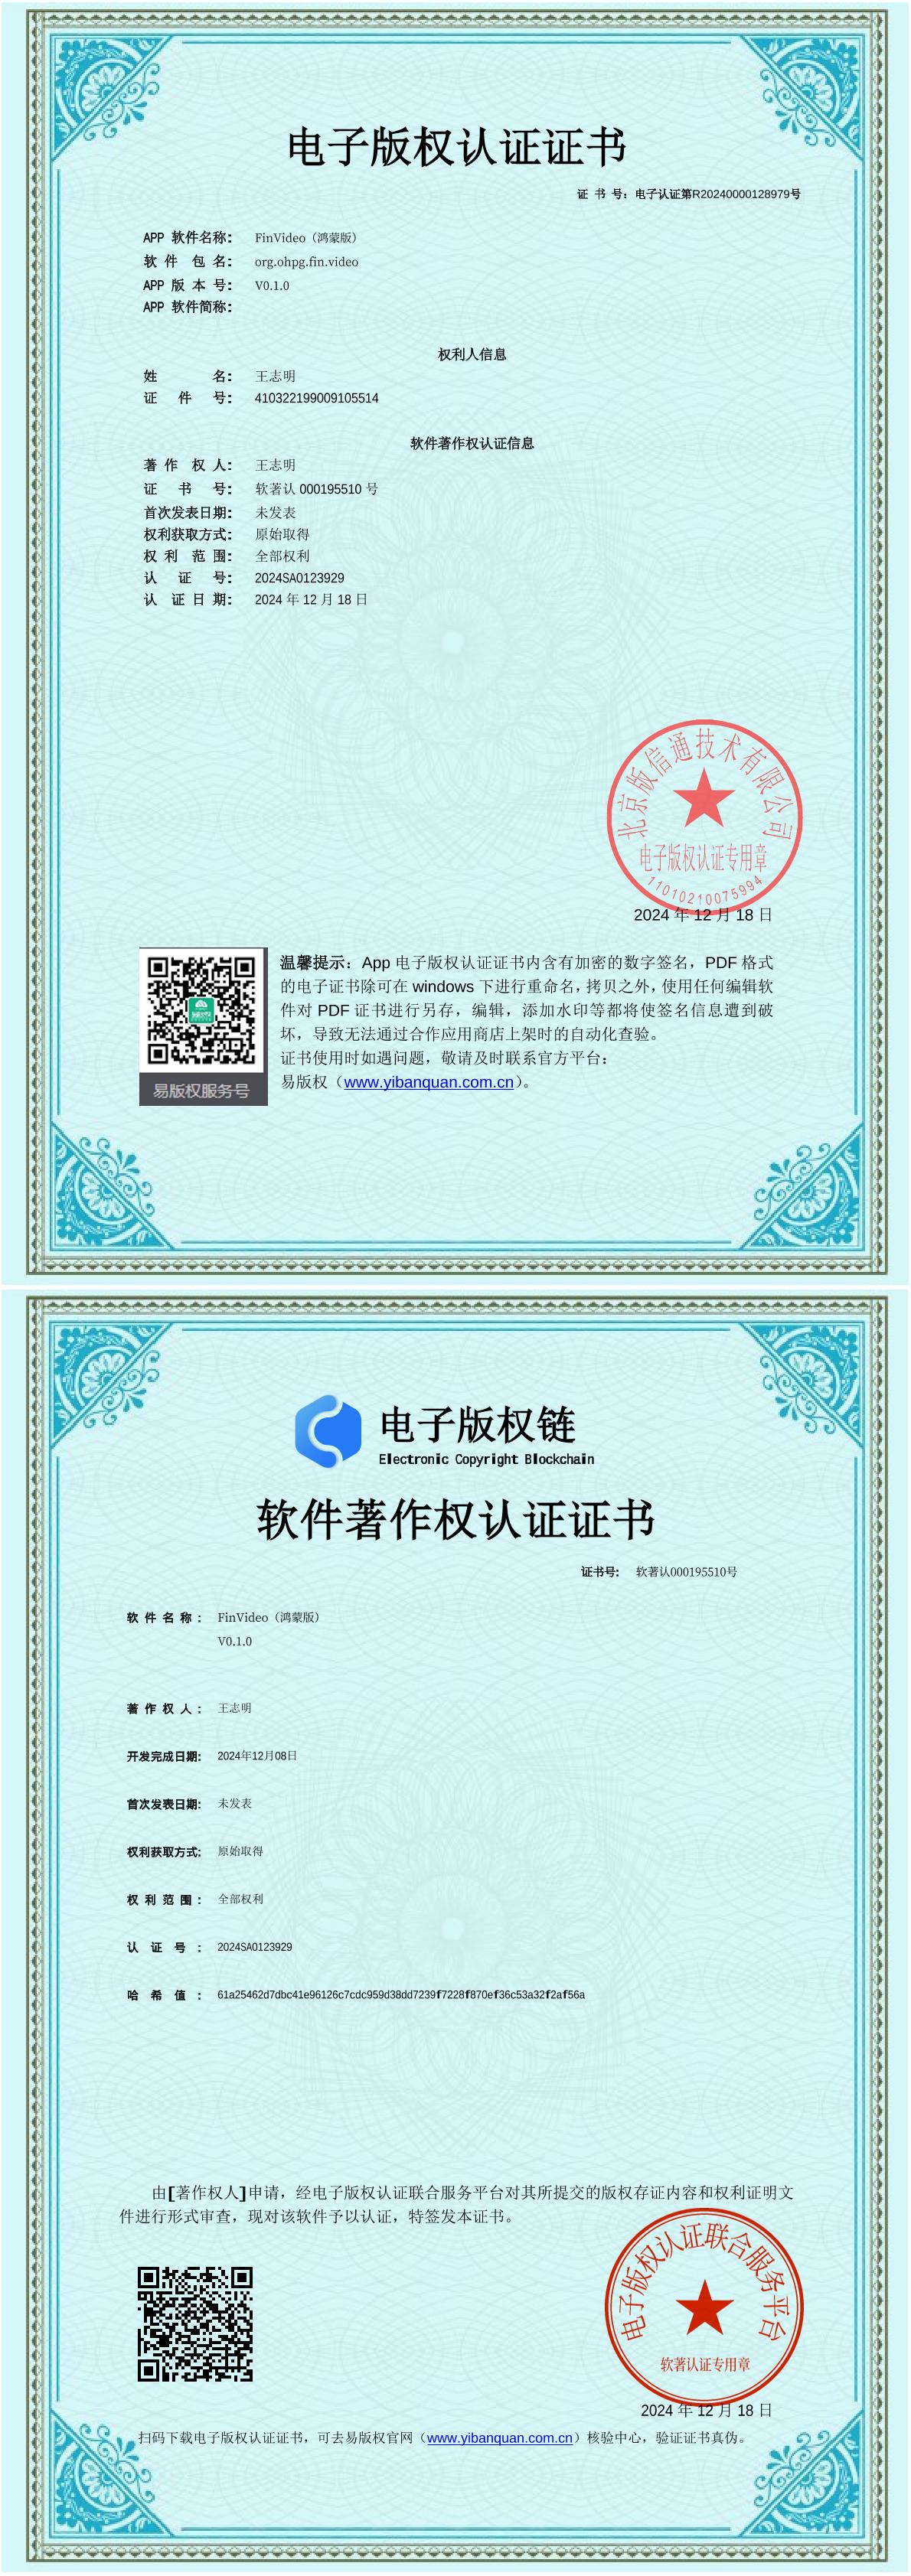 电子版权认证证书
证 书 号：电子认证第R20240000128979号
APP 软件名称： FinVideo（鸿蒙版）
软 件 包 名： org.ohpg.fin.video
APP 版 本 号： V0.1.0
APP 软件简称：
权利人信息
姓 名： 王志明
证 件 号： 410322199009105514
软件著作权认证信息
著 作 权 人： 王志明
证 书 号： 软著认 000195510 号
首次发表日期： 未发表
权利获取方式： 原始取得
权 利 范 围： 全部权利
认 证 号： 2024SA0123929
认 证 日 期： 2024 年 12 月 18 日
北京版信通技术有限公司
电子版权认证专用章
11010210075994
2024 年 12 月 18 日
易版权服务号
温馨提示：App 电子版权认证证书内含有加密的数字签名，PDF 格式
的电子证书除可在 windows 下进行重命名，拷贝之外，使用任何编辑软
件对 PDF 证书进行另存，编辑，添加水印等都将使签名信息遭到破
坏，导致无法通过合作应用商店上架时的自动化查验。
证书使用时如遇问题，敬请及时联系官方平台：
易版权（www.yibanquan.com.cn）。
电子版权链
Electronic Copyright Blockchain
软件著作权认证证书
证书号： 软著认000195510号
软 件 名 称 ： FinVideo（鸿蒙版）
V0.1.0
著 作 权 人 ： 王志明
开发完成日期： 2024年12月08日
首次发表日期： 未发表
权利获取方式： 原始取得
权 利 范 围 ： 全部权利
认 证 号 ： 2024SA0123929
哈 希 值 ： 61a25462d7dbc41e96126c7cdc959d38dd7239f7228f870ef36c53a32f2af56a
由[著作权人]申请，经电子版权认证联合服务平台对其所提交的版权存证内容和权利证明文
件进行形式审查，现对该软件予以认证，特签发本证书。
电子版权认证联合服务平台
软著认证专用章
2024 年 12 月 18 日
扫码下载电子版权认证证书，可去易版权官网（www.yibanquan.com.cn）核验中心，验证证书真伪。